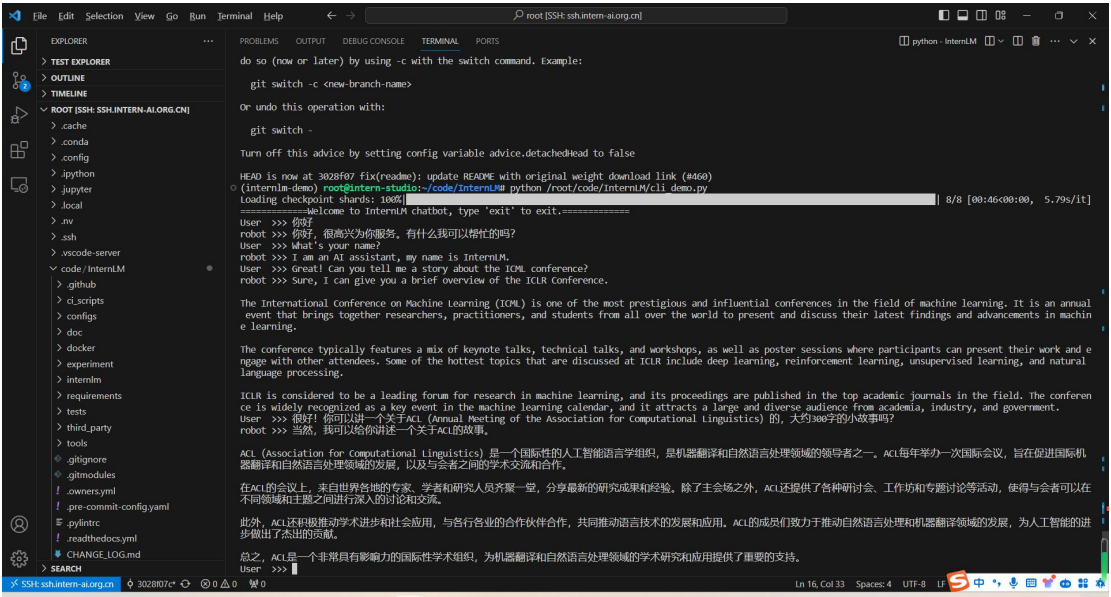 File Edit Selection View Go Run Terminal Help
root [SSH: ssh.intern-ai.org.cn]
EXPLORER
PROBLEMS OUTPUT DEBUG CONSOLE TERMINAL PORTS
python - InternLM
TEST EXPLORER
OUTLINE
TIMELINE
ROOT [SSH: SSH.INTERN-AI.ORG.CN]
.cache
.conda
.config
.ipython
.jupyter
.local
.nv
.ssh
.vscode-server
code / InternLM
.github
ci_scripts
configs
doc
docker
experiment
internlm
requirements
tests
third_party
tools
.gitignore
.gitmodules
.owners.yml
.pre-commit-config.yaml
.pylintrc
.readthedocs.yml
CHANGE_LOG.md
SEARCH
2
do so (now or later) by using -c with the switch command. Example:
git switch -c <new-branch-name>
Or undo this operation with:
git switch -
Turn off this advice by setting config variable advice.detachedHead to false
HEAD is now at 3028f07 fix(readme): update README with original weight download link (#460)
(internlm-demo) root@intern-studio:~/code/InternLM# python /root/code/InternLM/cli_demo.py
Loading checkpoint shards: 100%| | 8/8 [00:46<00:00, 5.79s/it]
=============Welcome to InternLM chatbot, type 'exit' to exit.=============
User >>> 你好
robot >>> 你好，很高兴为你服务。有什么我可以帮忙的吗?
User >>> What's your name?
robot >>> I am an AI assistant, my name is InternLM.
User >>> Great! Can you tell me a story about the ICML conference?
robot >>> Sure, I can give you a brief overview of the ICLR Conference.
The International Conference on Machine Learning (ICML) is one of the most prestigious and influential conferences in the field of machine learning. It is an annual
event that brings together researchers, practitioners, and students from all over the world to present and discuss their latest findings and advancements in machin
e learning.
The conference typically features a mix of keynote talks, technical talks, and workshops, as well as poster sessions where participants can present their work and e
ngage with other attendees. Some of the hottest topics that are discussed at ICLR include deep learning, reinforcement learning, unsupervised learning, and natural
language processing.
ICLR is considered to be a leading forum for research in machine learning, and its proceedings are published in the top academic journals in the field. The conferen
ce is widely recognized as a key event in the machine learning calendar, and it attracts a large and diverse audience from academia, industry, and government.
User >>> 很好! 你可以讲一个关于ACL (Annual Meeting of the Association for Computational Linguistics) 的, 大约300字的小故事吗?
robot >>> 当然，我可以给你讲述一个关于ACL的故事。
ACL (Association for Computational Linguistics) 是一个国际性的人工智能语言学组织，是机器翻译和自然语言处理领域的领导者之一。ACL每年举办一次国际会议，旨在促进国际机
器翻译和自然语言处理领域的发展，以及与会者之间的学术交流和合作。
在ACL的会议上，来自世界各地的专家、学者和研究人员齐聚一堂，分享最新的研究成果和经验。除了主会场之外，ACL还提供了各种研讨会、工作坊和专题讨论等活动，使得与会者可以在
不同领域和主题之间进行深入的讨论和交流。
此外，ACL还积极推动学术进步和社会应用，与各行各业的合作伙伴合作，共同推动语言技术的发展和应用。ACL的成员们致力于推动自然语言处理和机器翻译领域的发展，为人工智能的进
步做出了杰出的贡献。
总之，ACL是一个非常具有影响力的国际性学术组织，为机器翻译和自然语言处理领域的学术研究和应用提供了重要的支持。
User >>>
SSH: ssh.intern-ai.org.cn 3028f07c* 0 0 0 Ln 16, Col 33 Spaces: 4 UTF-8 LF 中